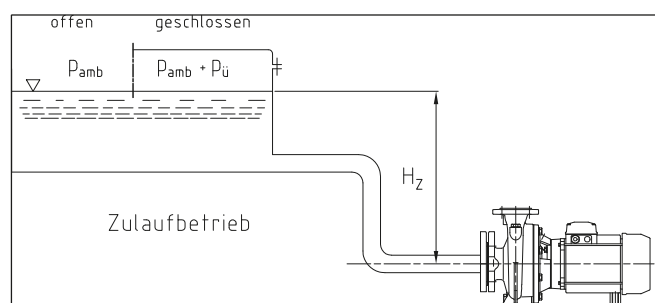 offen geschlossen
Pamb Pamb + Pü
HZ
Zulaufbetrieb